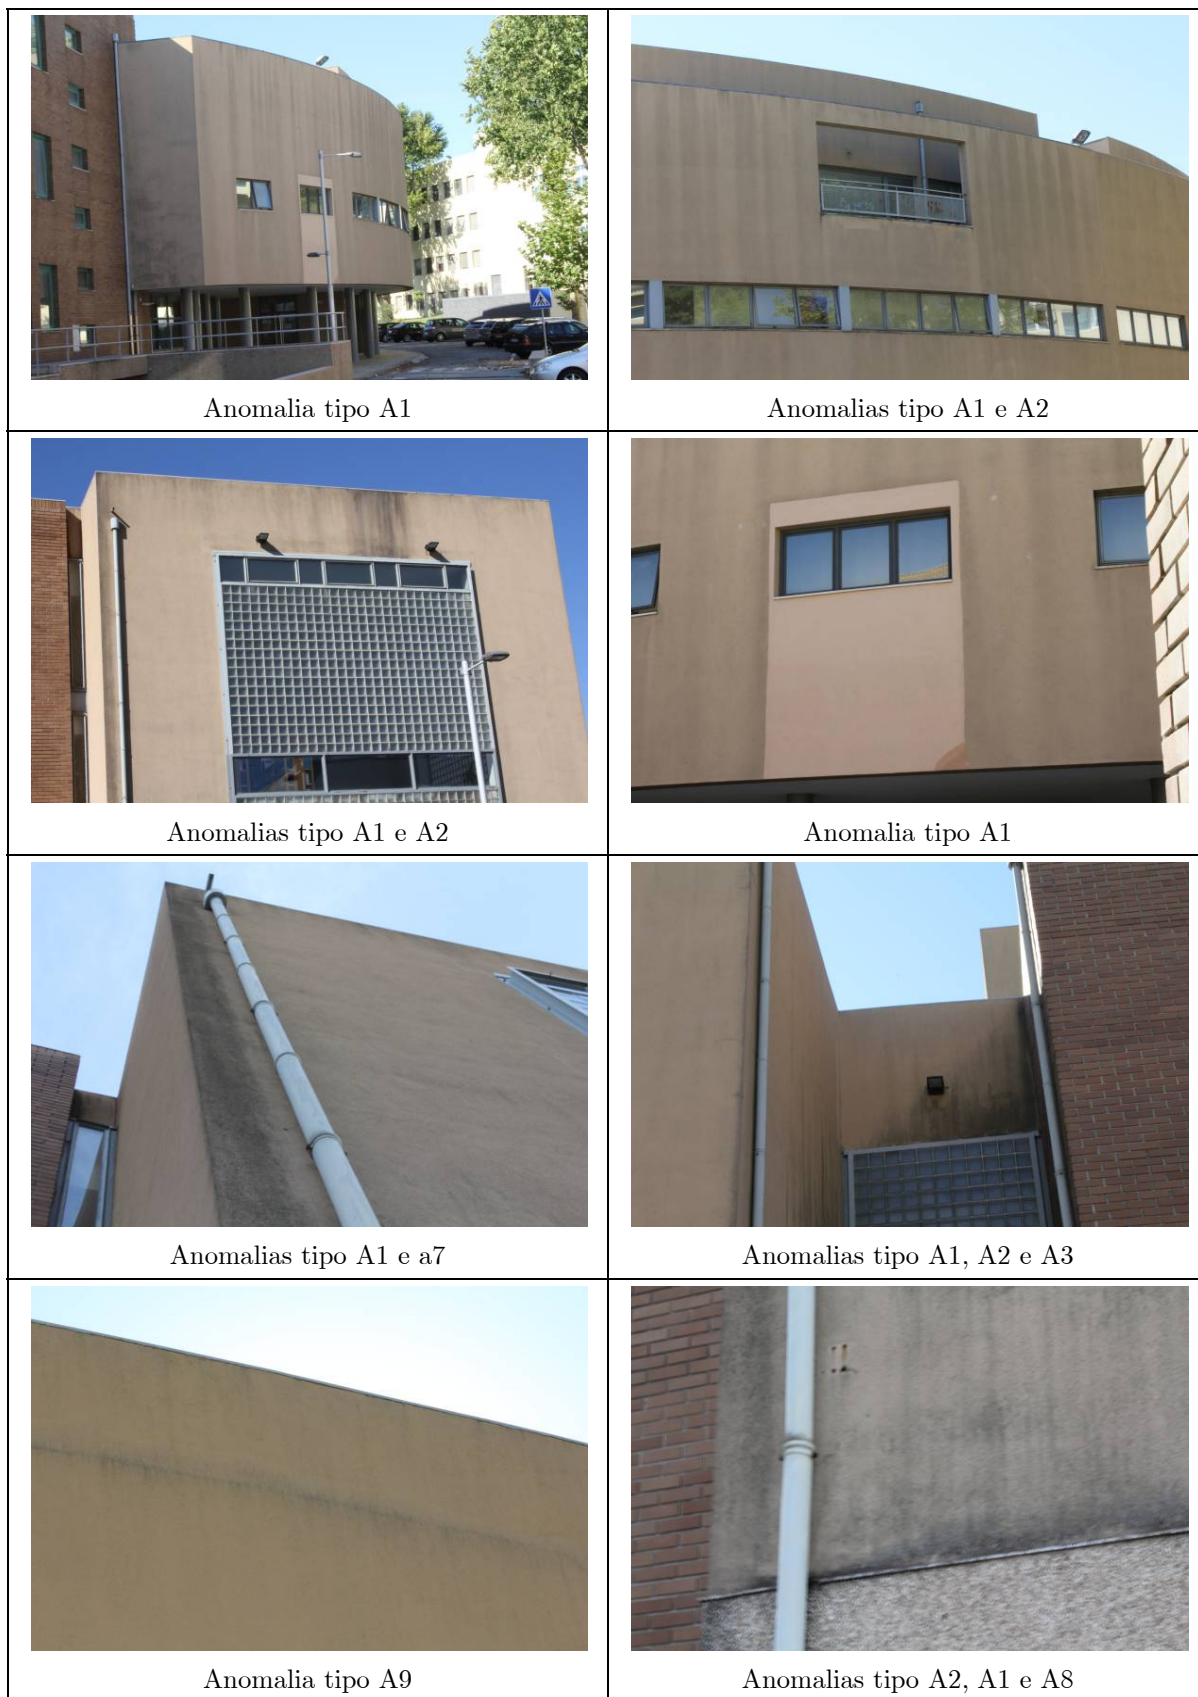 Anomalia tipo A1
Anomalias tipo A1 e A2
Anomalias tipo A1 e A2
Anomalia tipo A1
Anomalias tipo A1 e a7
Anomalias tipo A1, A2 e A3
Anomalia tipo A9
Anomalias tipo A2, A1 e A8